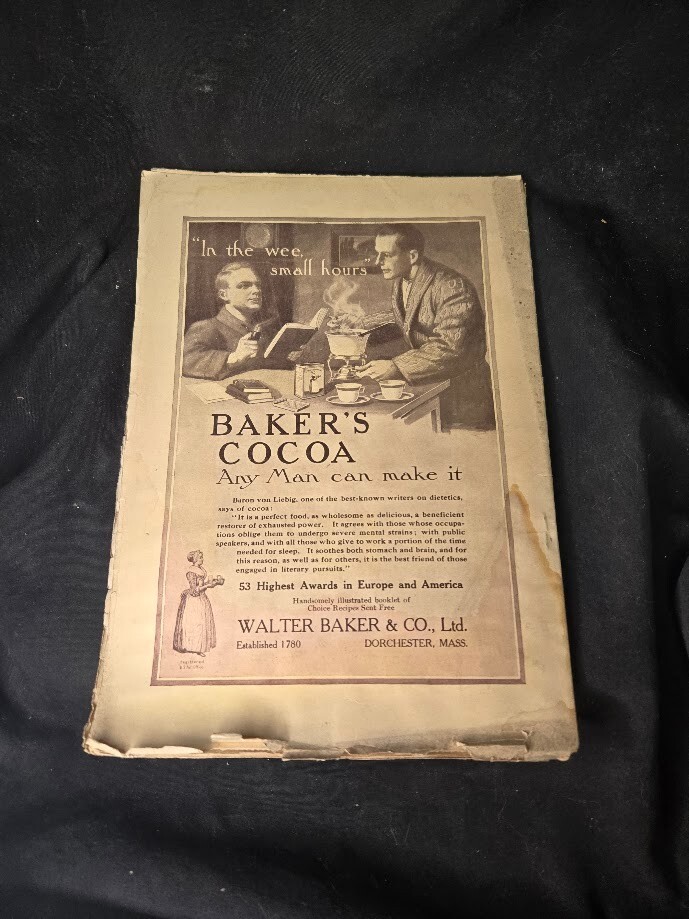 "In the wee,
small hours"
BAKER'S
COCOA
Any Man can make it
Baron von Liebig, one of the best-known writers on dietetics,
says of cocoa:
"It is a perfect food, as wholesome as delicious, a beneficent
restorer of exhausted power. It agrees with those whose occupa-
tions oblige them to undergo severe mental strains; with public
speakers, and with all those who give to work a portion of the time
needed for sleep. It soothes both stomach and brain, and for
this reason, as well as for others, it is the best friend of those
engaged in literary pursuits."
53 Highest Awards in Europe and America
Handsomely illustrated booklet of
Choice Recipes Sent Free
WALTER BAKER & CO., Ltd.
Established 1780 DORCHESTER, MASS.